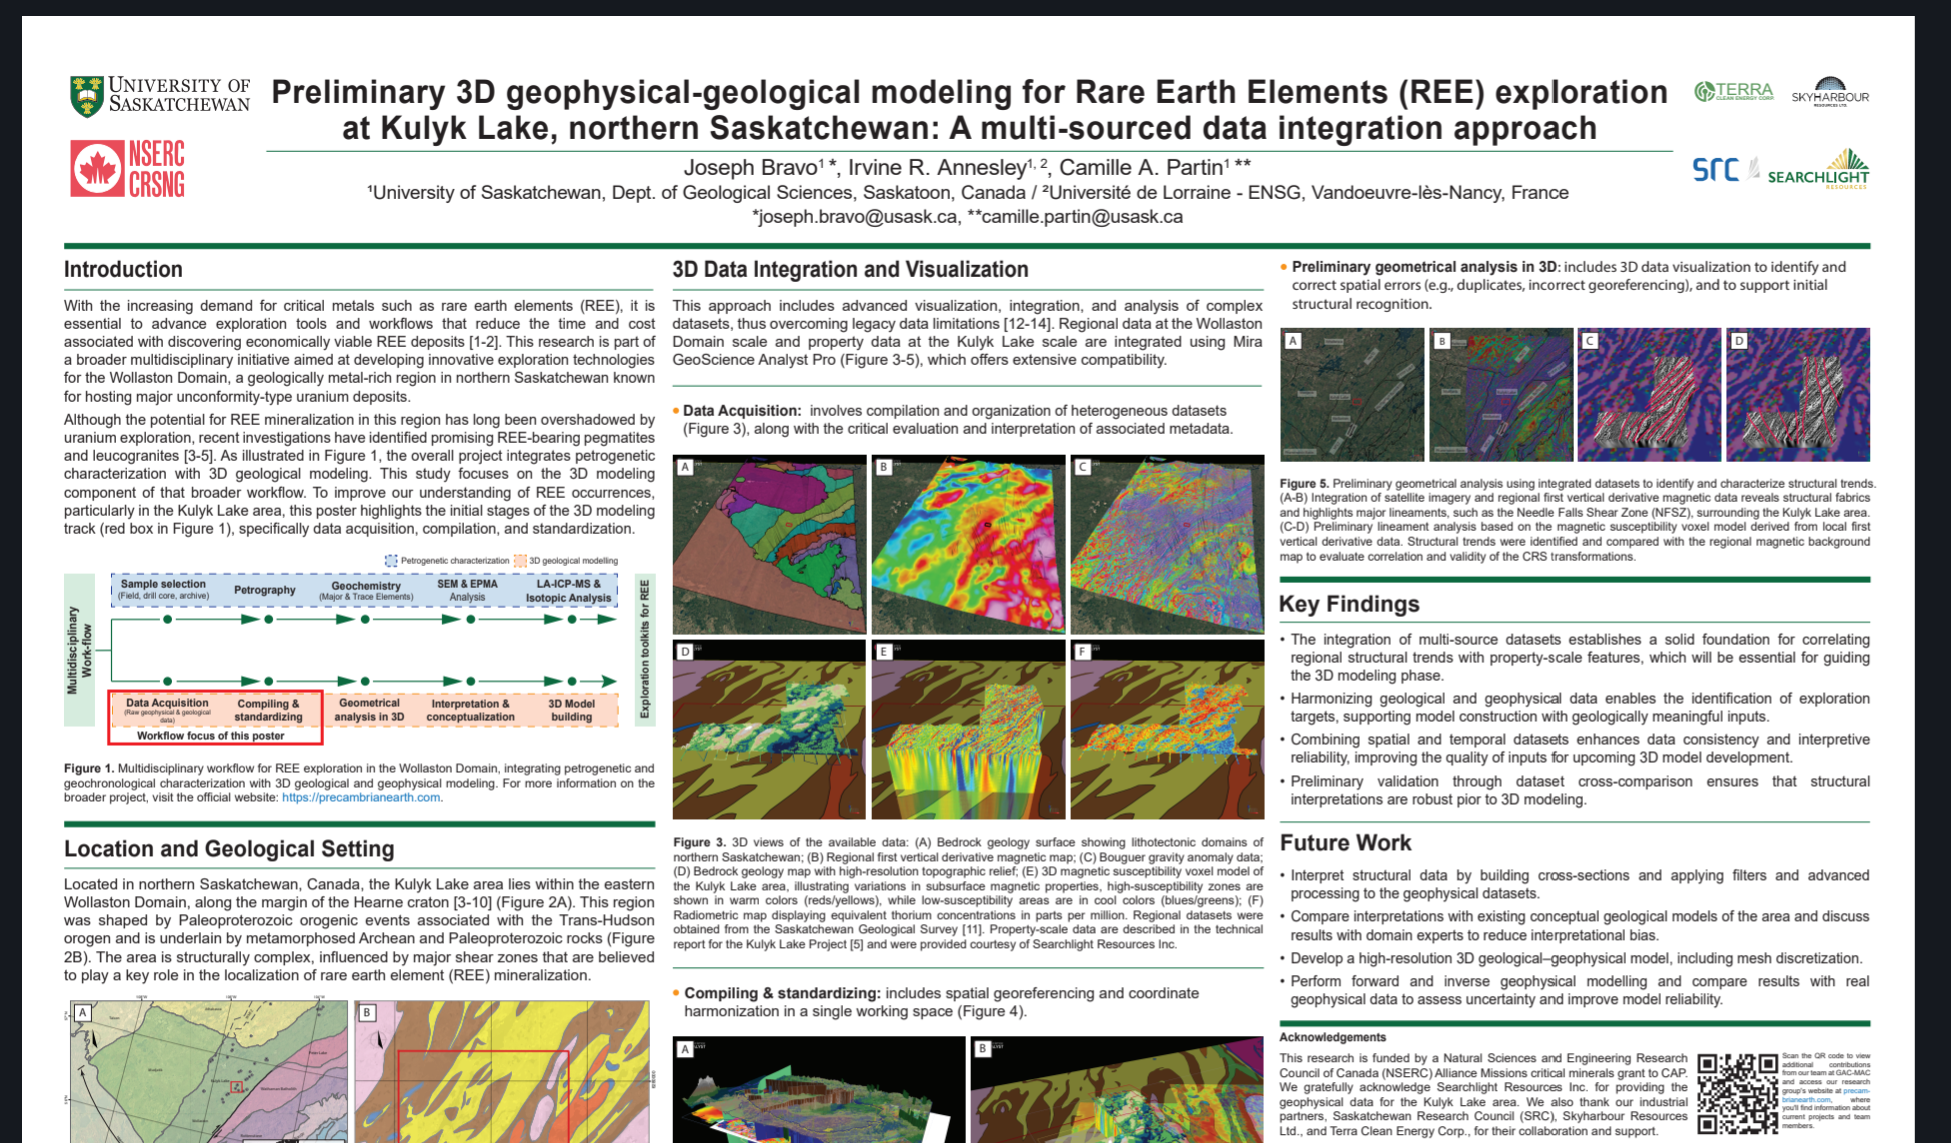 UNIVERSITY OF
SASKATCHEWAN
NSERC
CRSNG
Preliminary 3D geophysical-geological modeling for Rare Earth Elements (REE) exploration
at Kulyk Lake, northern Saskatchewan: A multi-sourced data integration approach
Joseph Bravo¹*, Irvine R. Annesley¹, ², Camille A. Partin¹**
¹University of Saskatchewan, Dept. of Geological Sciences, Saskatoon, Canada / ²Université de Lorraine - ENSG, Vandoeuvre-lès-Nancy, France
*joseph.bravo@usask.ca, **camille.partin@usask.ca
TERRA
CLEAN ENERGY CORP.
SKYHARBOUR
RESOURCES LTD.
src
SEARCHLIGHT
RESOURCES
Introduction
With the increasing demand for critical metals such as rare earth elements (REE), it is
essential to advance exploration tools and workflows that reduce the time and cost
associated with discovering economically viable REE deposits [1-2]. This research is part of
a broader multidisciplinary initiative aimed at developing innovative exploration technologies
for the Wollaston Domain, a geologically metal-rich region in northern Saskatchewan known
for hosting major unconformity-type uranium deposits.
Although the potential for REE mineralization in this region has long been overshadowed by
uranium exploration, recent investigations have identified promising REE-bearing pegmatites
and leucogranites [3-5]. As illustrated in Figure 1, the overall project integrates petrogenetic
characterization with 3D geological modeling. This study focuses on the 3D modeling
component of that broader workflow. To improve our understanding of REE occurrences,
particularly in the Kulyk Lake area, this poster highlights the initial stages of the 3D modeling
track (red box in Figure 1), specifically data acquisition, compilation, and standardization.
Petrogenetic characterization
3D geological modelling
Multidisciplinary
Work-flow
Sample selection
(Field, drill core, archive)
Petrography
Geochemistry
(Major & Trace Elements)
SEM & EPMA
Analysis
LA-ICP-MS &
Isotopic Analysis
Data Acquisition
(Raw geophysical & geological
data)
Compiling &
standardizing
Geometrical
analysis in 3D
Interpretation &
conceptualization
3D Model
building
Workflow focus of this poster
Exploration toolkits for REE
Figure 1. Multidisciplinary workflow for REE exploration in the Wollaston Domain, integrating petrogenetic and
geochronological characterization with 3D geological and geophysical modeling. For more information on the
broader project, visit the official website: https://precambrianearth.com.
Location and Geological Setting
Located in northern Saskatchewan, Canada, the Kulyk Lake area lies within the eastern
Wollaston Domain, along the margin of the Hearne craton [3-10] (Figure 2A). This region
was shaped by Paleoproterozoic orogenic events associated with the Trans-Hudson
orogen and is underlain by metamorphosed Archean and Paleoproterozoic rocks (Figure
2B). The area is structurally complex, influenced by major shear zones that are believed
to play a key role in the localization of rare earth element (REE) mineralization.
A
B
3D Data Integration and Visualization
This approach includes advanced visualization, integration, and analysis of complex
datasets, thus overcoming legacy data limitations [12-14]. Regional data at the Wollaston
Domain scale and property data at the Kulyk Lake scale are integrated using Mira
GeoScience Analyst Pro (Figure 3-5), which offers extensive compatibility.
• Data Acquisition: involves compilation and organization of heterogeneous datasets
(Figure 3), along with the critical evaluation and interpretation of associated metadata.
A
B
C
D
E
F
Figure 3. 3D views of the available data: (A) Bedrock geology surface showing lithotectonic domains of
northern Saskatchewan; (B) Regional first vertical derivative magnetic map; (C) Bouguer gravity anomaly data;
(D) Bedrock geology map with high-resolution topographic relief; (E) 3D magnetic susceptibility voxel model of
the Kulyk Lake area, illustrating variations in subsurface magnetic properties, high-susceptibility zones are
shown in warm colors (reds/yellows), while low-susceptibility areas are in cool colors (blues/greens); (F)
Radiometric map displaying equivalent thorium concentrations in parts per million. Regional datasets were
obtained from the Saskatchewan Geological Survey [11]. Property-scale data are described in the technical
report for the Kulyk Lake Project [5] and were provided courtesy of Searchlight Resources Inc.
• Compiling & standardizing: includes spatial georeferencing and coordinate
harmonization in a single working space (Figure 4).
A
B
• Preliminary geometrical analysis in 3D: includes 3D data visualization to identify and
correct spatial errors (e.g., duplicates, incorrect georeferencing), and to support initial
structural recognition.
A
B
C
D
Figure 5. Preliminary geometrical analysis using integrated datasets to identify and characterize structural trends.
(A-B) Integration of satellite imagery and regional first vertical derivative magnetic data reveals structural fabrics
and highlights major lineaments, such as the Needle Falls Shear Zone (NFSZ), surrounding the Kulyk Lake area.
(C-D) Preliminary lineament analysis based on the magnetic susceptibility voxel model derived from local first
vertical derivative data. Structural trends were identified and compared with the regional magnetic background
map to evaluate correlation and validity of the CRS transformations.
Key Findings
• The integration of multi-source datasets establishes a solid foundation for correlating
regional structural trends with property-scale features, which will be essential for guiding
the 3D modeling phase.
• Harmonizing geological and geophysical data enables the identification of exploration
targets, supporting model construction with geologically meaningful inputs.
• Combining spatial and temporal datasets enhances data consistency and interpretive
reliability, improving the quality of inputs for upcoming 3D model development.
• Preliminary validation through dataset cross-comparison ensures that structural
interpretations are robust pior to 3D modeling.
Future Work
• Interpret structural data by building cross-sections and applying filters and advanced
processing to the geophysical datasets.
• Compare interpretations with existing conceptual geological models of the area and discuss
results with domain experts to reduce interpretational bias.
• Develop a high-resolution 3D geological–geophysical model, including mesh discretization.
• Perform forward and inverse geophysical modelling and compare results with real
geophysical data to assess uncertainty and improve model reliability.
Acknowledgements
This research is funded by a Natural Sciences and Engineering Research
Council of Canada (NSERC) Alliance Missions critical minerals grant to CAP.
We gratefully acknowledge Searchlight Resources Inc. for providing the
geophysical data for the Kulyk Lake area. We also thank our industrial
partners, Saskatchewan Research Council (SRC), Skyharbour Resources
Ltd., and Terra Clean Energy Corp., for their collaboration and support.
Scan the QR code to view
additional contributions
from our team at GAC-MAC
and access our research
group's website at precam-
brianearth.com, where
you'll find information about
current projects and team
members.